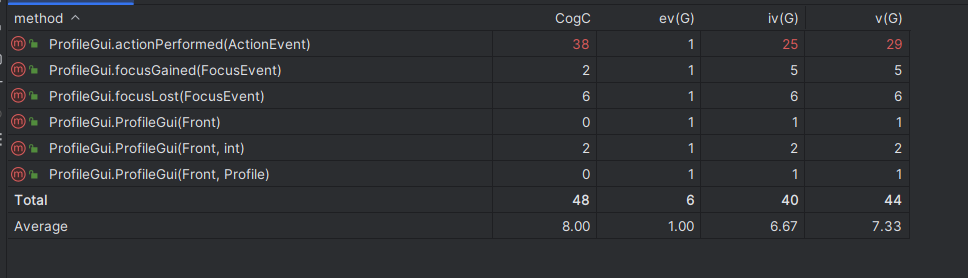 method CogC ev(G) iv(G) v(G)
ProfileGui.actionPerformed(ActionEvent) 38 1 25 29
ProfileGui.focusGained(FocusEvent) 2 1 5 5
ProfileGui.focusLost(FocusEvent) 6 1 6 6
ProfileGui.ProfileGui(Front) 0 1 1 1
ProfileGui.ProfileGui(Front, int) 2 1 2 2
ProfileGui.ProfileGui(Front, Profile) 0 1 1 1
Total 48 6 40 44
Average 8.00 1.00 6.67 7.33